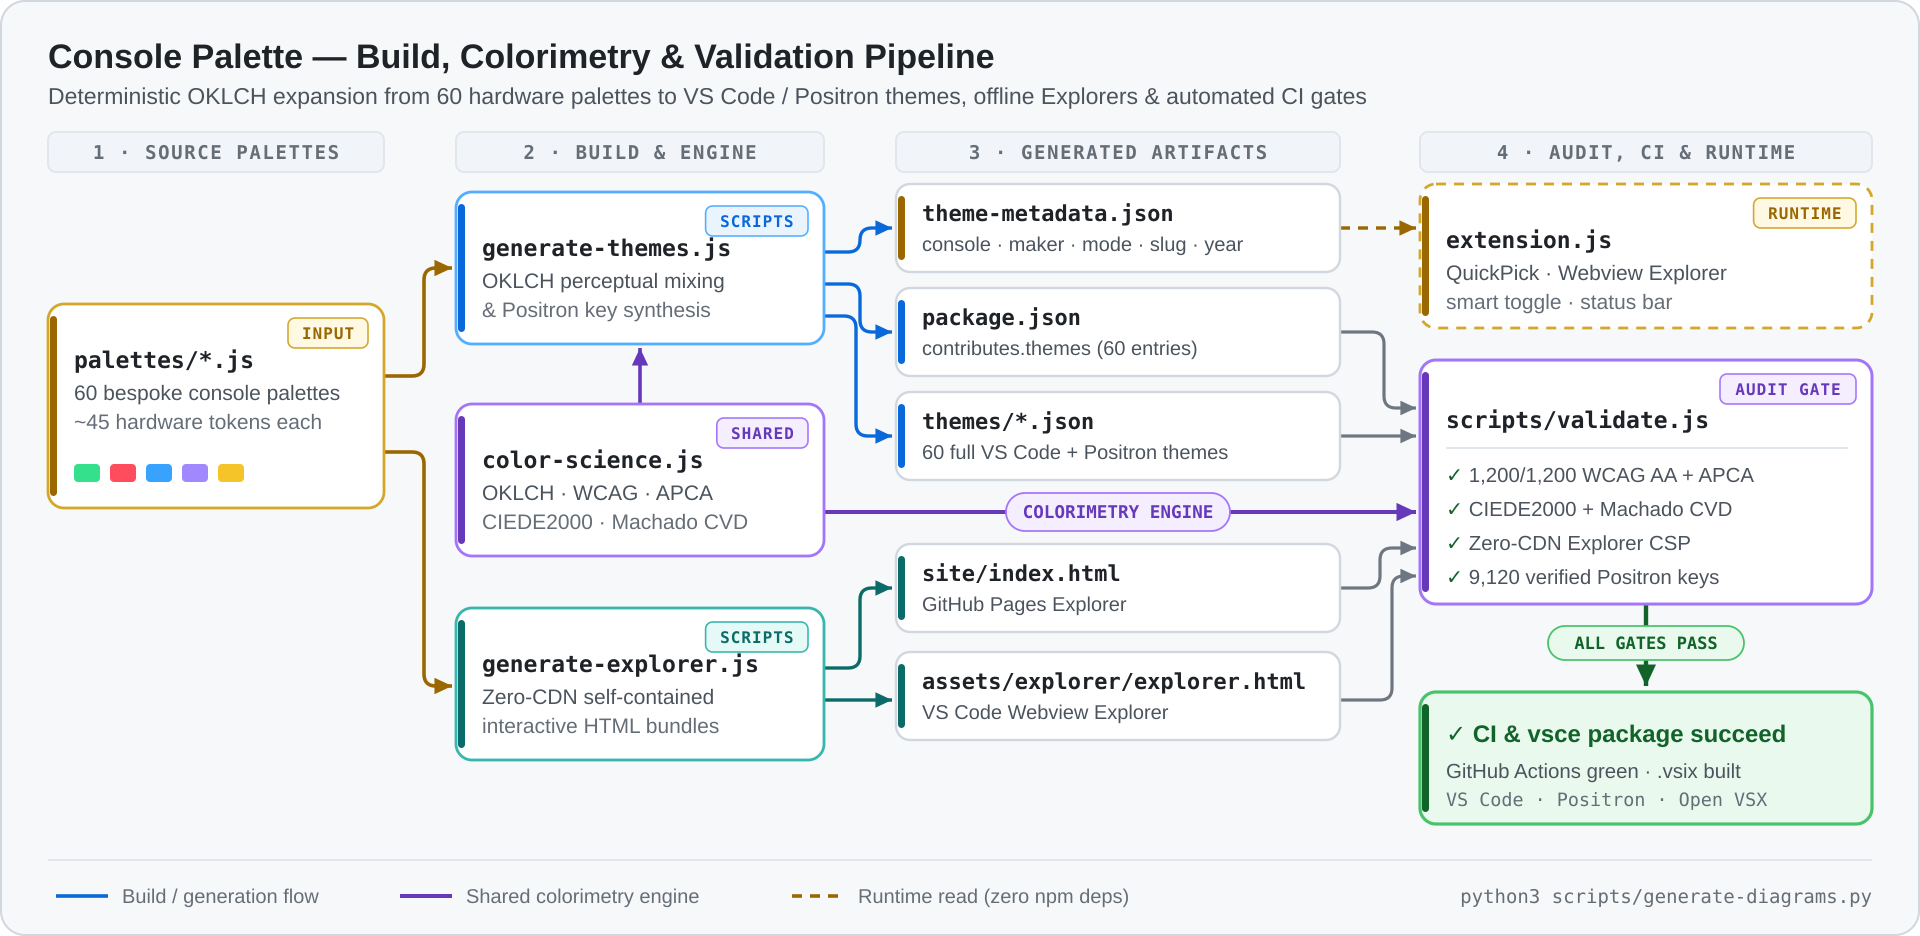 Console Palette — Build, Colorimetry & Validation Pipeline
Deterministic OKLCH expansion from 60 hardware palettes to VS Code / Positron themes, offline Explorers & automated CI gates
1 · SOURCE PALETTES
INPUT
palettes/*.js
60 bespoke console palettes
~45 hardware tokens each
2 · BUILD & ENGINE
SCRIPTS
generate-themes.js
OKLCH perceptual mixing
& Positron key synthesis
SHARED
color-science.js
OKLCH · WCAG · APCA
CIEDE2000 · Machado CVD
SCRIPTS
generate-explorer.js
Zero-CDN self-contained
interactive HTML bundles
3 · GENERATED ARTIFACTS
theme-metadata.json
console · maker · mode · slug · year
package.json
contributes.themes (60 entries)
themes/*.json
60 full VS Code + Positron themes
COLORIMETRY ENGINE
site/index.html
GitHub Pages Explorer
assets/explorer/explorer.html
VS Code Webview Explorer
4 · AUDIT, CI & RUNTIME
RUNTIME
extension.js
QuickPick · Webview Explorer
smart toggle · status bar
AUDIT GATE
scripts/validate.js
✓ 1,200/1,200 WCAG AA + APCA
✓ CIEDE2000 + Machado CVD
✓ Zero-CDN Explorer CSP
✓ 9,120 verified Positron keys
ALL GATES PASS
✓ CI & vsce package succeed
GitHub Actions green · .vsix built
VS Code · Positron · Open VSX
Build / generation flow
Shared colorimetry engine
Runtime read (zero npm deps)
python3 scripts/generate-diagrams.py